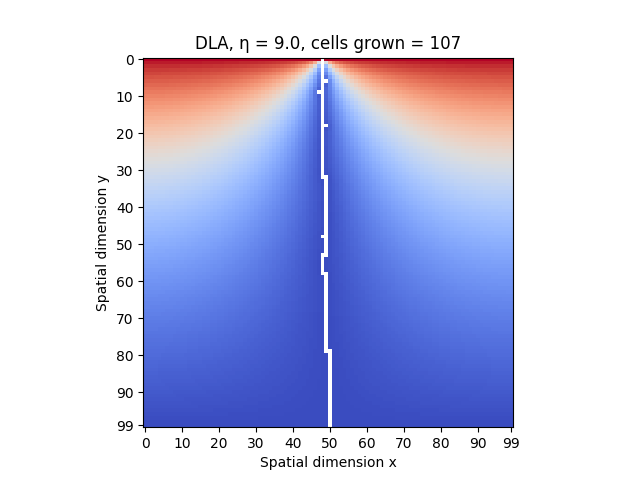 DLA, η = 9.0, cells grown = 107
Spatial dimension y
0
10
20
30
40
50
60
70
80
90
99
0 10 20 30 40 50 60 70 80 90 99
Spatial dimension x